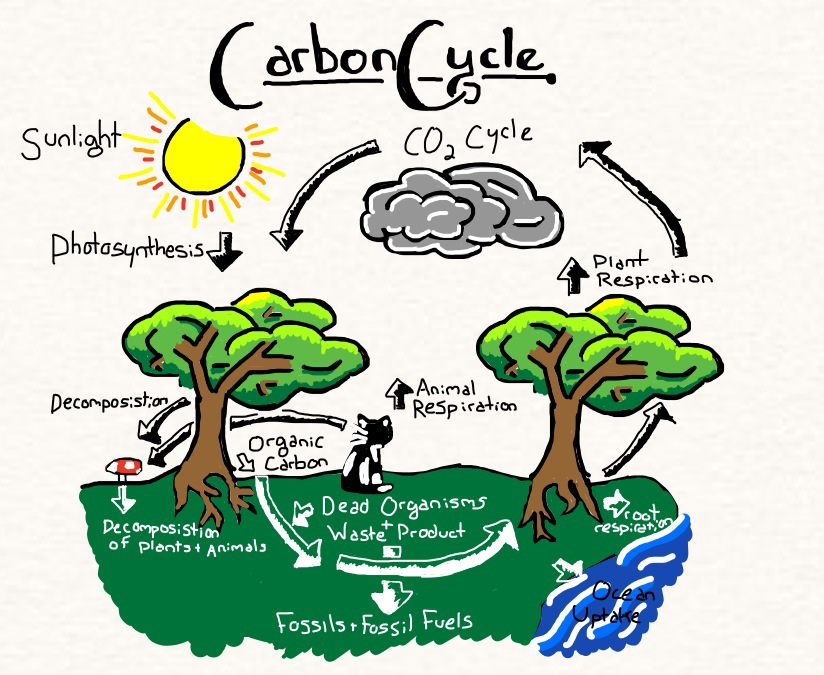 Carbon Cycle
Sunlight
CO2 Cycle
Photosynthesis
Plant
Respiration
Decomposistion
Animal
Respiration
Organic
Carbon
Dead Organisms
+
Waste Product
root
respiration
Decomposistion
of plants + Animals
Ocean
Uptake
Fossils + Fossil Fuels